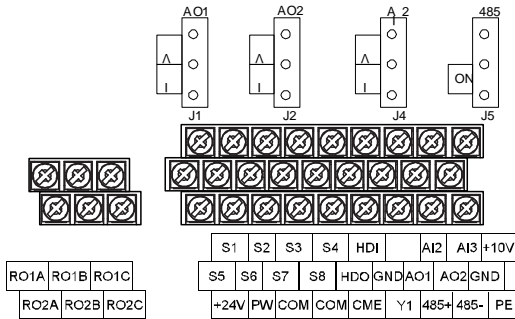 AO1 AO2 AI2 485
V V V
I I I ON
J1 J2 J4 J5
S1 S2 S3 S4 HDI AI2 AI3 +10V
RO1A RO1B RO1C S5 S6 S7 S8 HDO GND AO1 AO2 GND
RO2A RO2B RO2C +24V PW COM COM CME Y1 485+ 485- PE